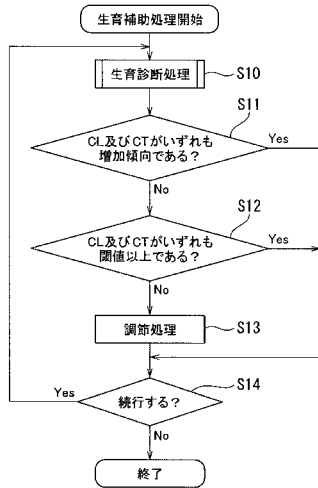 生育補助処理開始
生育診断処理
S10
S11
CL及びCTがいずれも
増加傾向である?
Yes
No
S12
CL及びCTがいずれも
閾値以上である?
Yes
No
調節処理
S13
S14
Yes
続行する?
No
終了